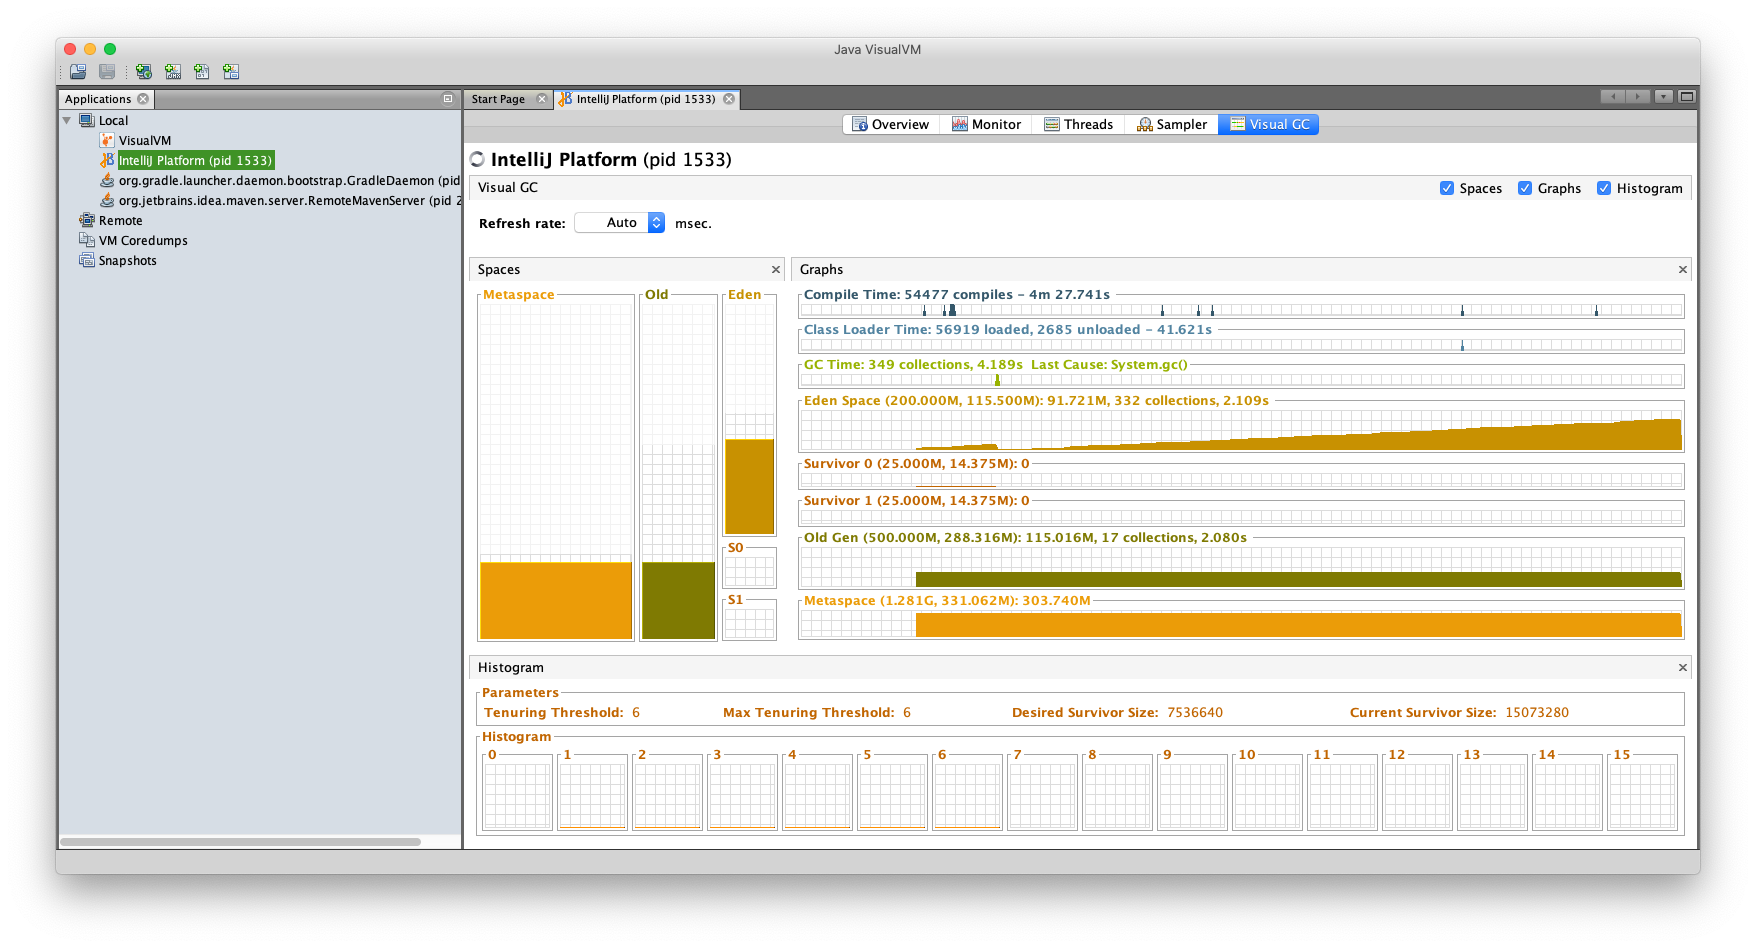 Java VisualVM
Applications
Start Page
IntelliJ Platform (pid 1533)
Local
VisualVM
IntelliJ Platform (pid 1533)
org.gradle.launcher.daemon.bootstrap.GradleDaemon (pid
org.jetbrains.idea.maven.server.RemoteMavenServer (pid 2
Remote
VM Coredumps
Snapshots
Overview
Monitor
Threads
Sampler
Visual GC
IntelliJ Platform (pid 1533)
Visual GC
Spaces
Graphs
Histogram
Refresh rate:
Auto
msec.
Spaces
Metaspace
Old
Eden
S0
S1
Graphs
Compile Time: 54477 compiles - 4m 27.741s
Class Loader Time: 56919 loaded, 2685 unloaded - 41.621s
GC Time: 349 collections, 4.189s Last Cause: System.gc()
Eden Space (200.000M, 115.500M): 91.721M, 332 collections, 2.109s
Survivor 0 (25.000M, 14.375M): 0
Survivor 1 (25.000M, 14.375M): 0
Old Gen (500.000M, 288.316M): 115.016M, 17 collections, 2.080s
Metaspace (1.281G, 331.062M): 303.740M
Histogram
Parameters
Tenuring Threshold: 6
Max Tenuring Threshold: 6
Desired Survivor Size: 7536640
Current Survivor Size: 15073280
Histogram
0
1
2
3
4
5
6
7
8
9
10
11
12
13
14
15